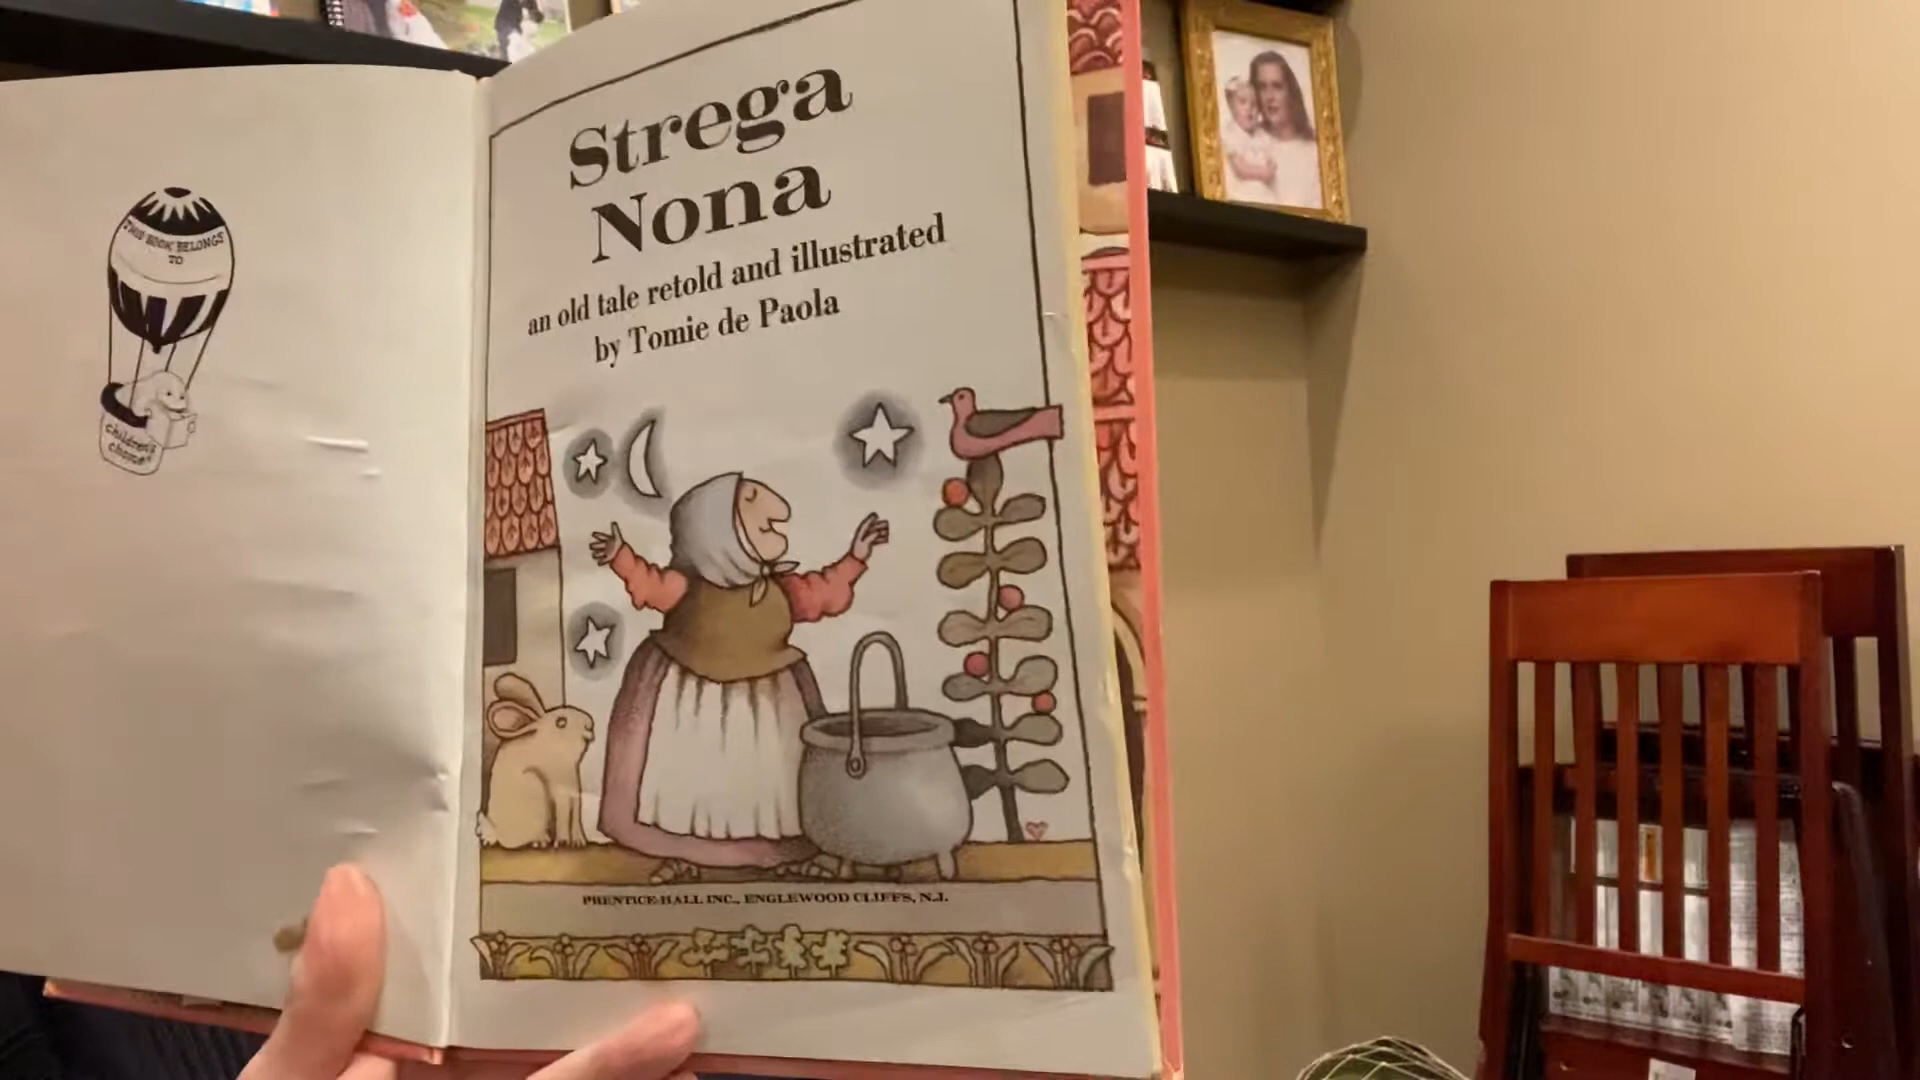 THIS BOOK BELONGS
TO
children's
choice
Strega
Nona
an old tale retold and illustrated
by Tomie de Paola
PRENTICE-HALL INC., ENGLEWOOD CLIFFS, N.J.